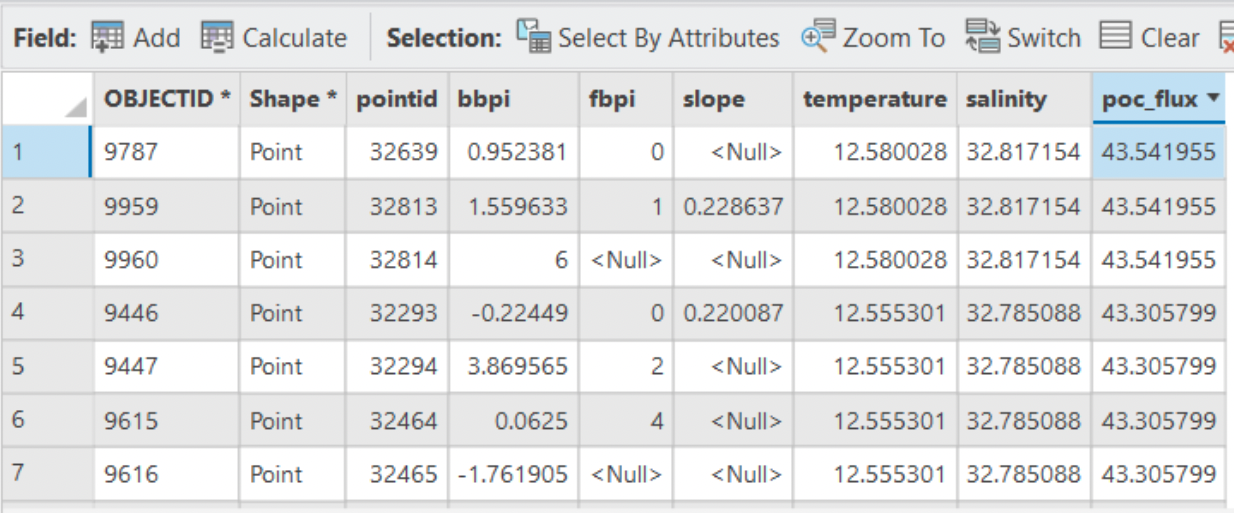 Field: Add Calculate Selection: Select By Attributes Zoom To Switch Clear
OBJECTID * Shape * pointid bbpi fbpi slope temperature salinity poc_flux
1 9787 Point 32639 0.952381 0 <Null> 12.580028 32.817154 43.541955
2 9959 Point 32813 1.559633 1 0.228637 12.580028 32.817154 43.541955
3 9960 Point 32814 6 <Null> <Null> 12.580028 32.817154 43.541955
4 9446 Point 32293 -0.22449 0 0.220087 12.555301 32.785088 43.305799
5 9447 Point 32294 3.869565 2 <Null> 12.555301 32.785088 43.305799
6 9615 Point 32464 0.0625 4 <Null> 12.555301 32.785088 43.305799
7 9616 Point 32465 -1.761905 <Null> <Null> 12.555301 32.785088 43.305799